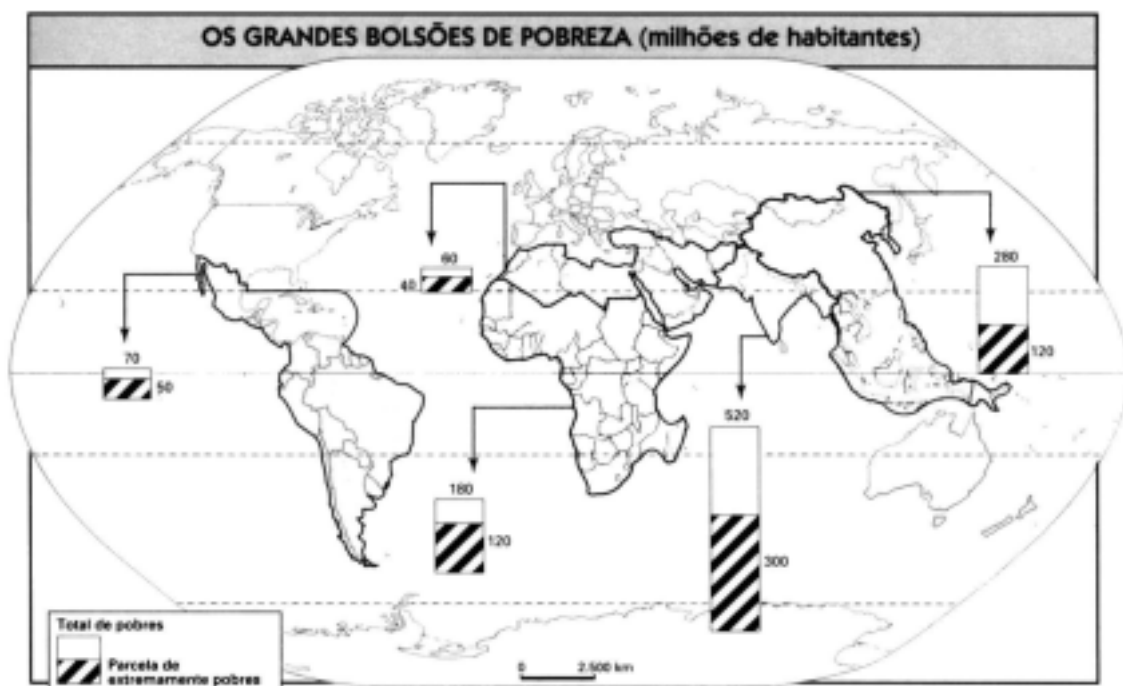 OS GRANDES BOLSÕES DE POBREZA (milhões de habitantes)
60
40
280
120
70
50
520
300
180
120
Total de pobres
Parcela de
extremamente pobres
0 2.500 km